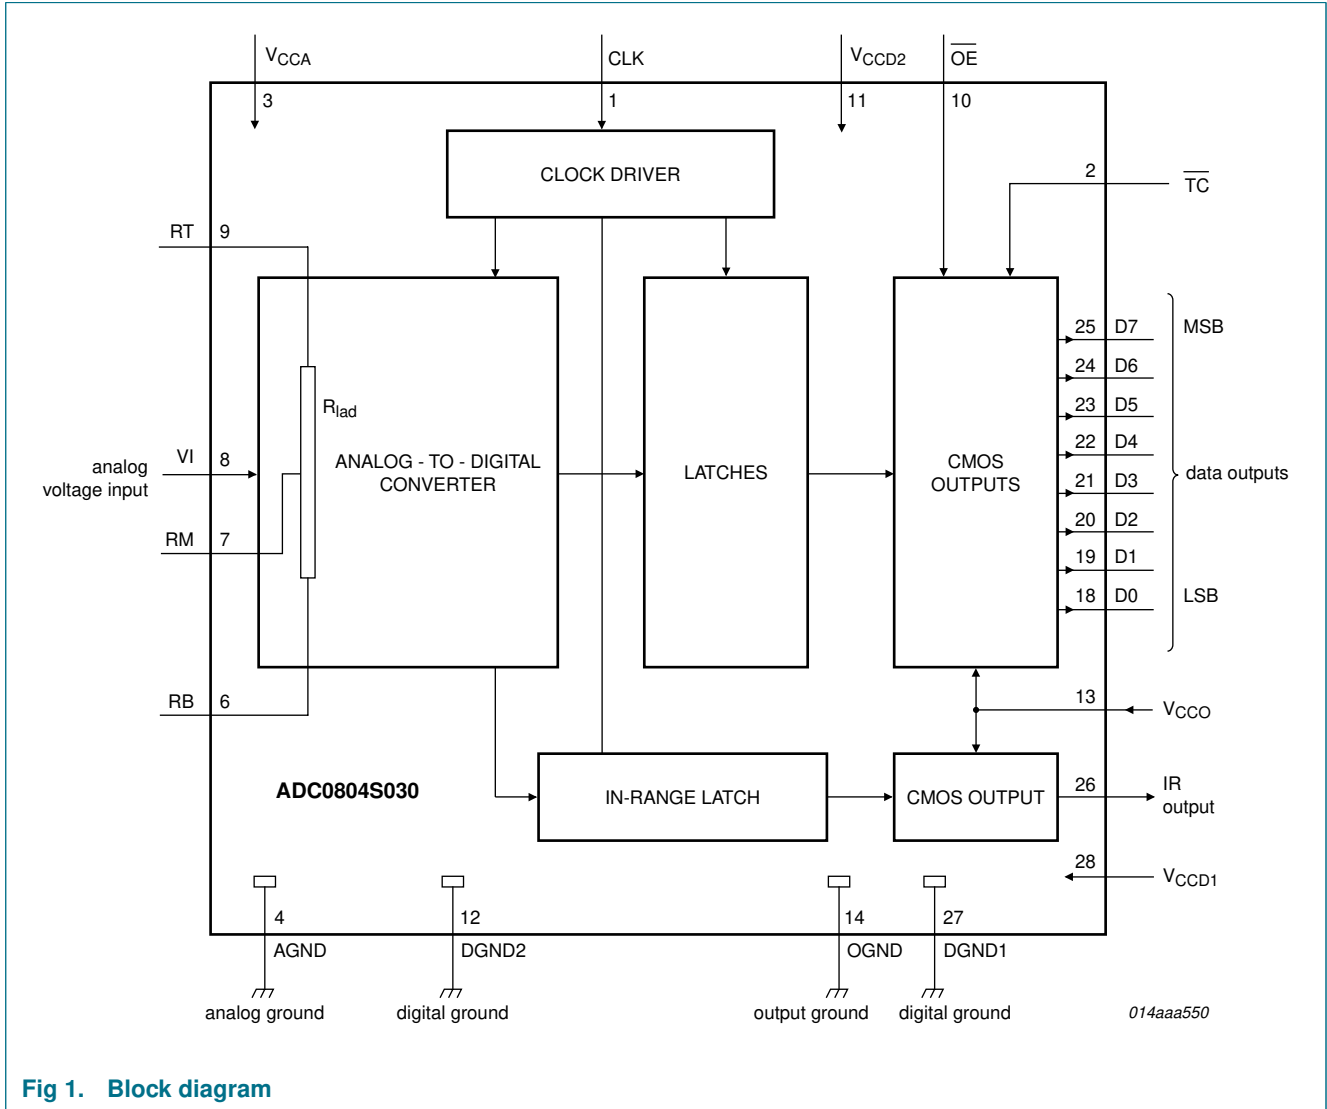 VCCA
CLK
VCCD2
OE
3
1
11
10
CLOCK DRIVER
2
TC
RT
9
25
D7
MSB
24
D6
Rlad
23
D5
VI
8
analog
voltage input
ANALOG - TO - DIGITAL
CONVERTER
LATCHES
CMOS
OUTPUTS
22
D4
21
D3
data outputs
RM
7
20
D2
19
D1
18
D0
LSB
RB
6
13
VCCO
ADC0804S030
IN-RANGE LATCH
CMOS OUTPUT
26
IR
output
28
VCCD1
4
12
14
27
AGND
DGND2
OGND
DGND1
analog ground
digital ground
output ground
digital ground
014aaa550
Fig 1. Block diagram